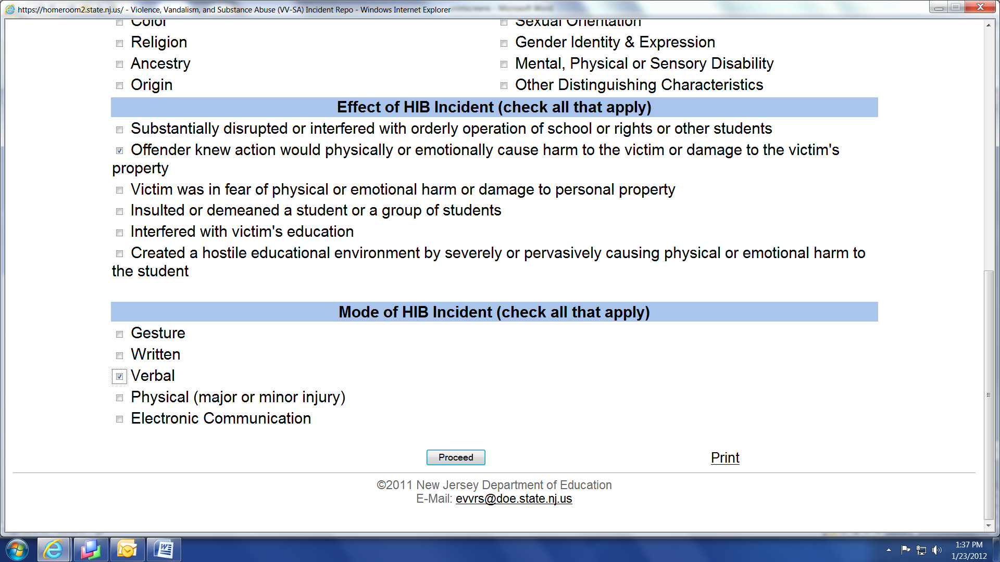 https://homeroom2.state.nj.us/ - Violence, Vandalism, and Substance Abuse (VV-SA) Incident Repo - Windows Internet Explorer
Color
Sexual Orientation
Religion
Gender Identity & Expression
Ancestry
Mental, Physical or Sensory Disability
Origin
Other Distinguishing Characteristics
Effect of HIB Incident (check all that apply)
Substantially disrupted or interfered with orderly operation of school or rights or other students
Offender knew action would physically or emotionally cause harm to the victim or damage to the victim's
property
Victim was in fear of physical or emotional harm or damage to personal property
Insulted or demeaned a student or a group of students
Interfered with victim's education
Created a hostile educational environment by severely or pervasively causing physical or emotional harm to
the student
Mode of HIB Incident (check all that apply)
Gesture
Written
Verbal
Physical (major or minor injury)
Electronic Communication
Proceed
Print
©2011 New Jersey Department of Education
E-Mail: evvrs@doe.state.nj.us
1:37 PM
1/23/2012